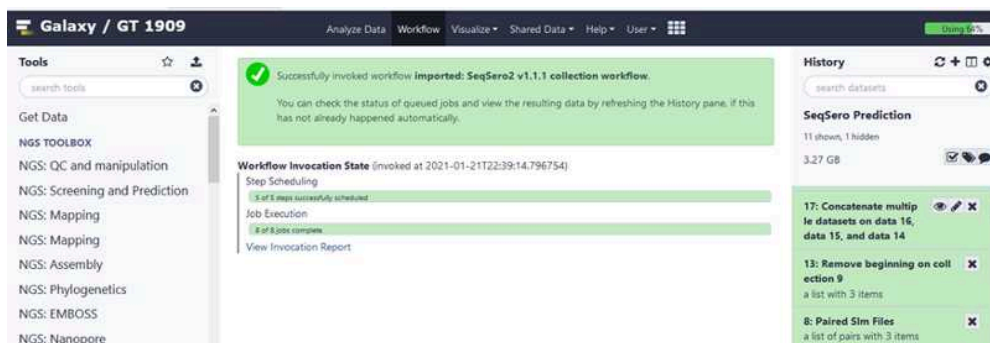 Galaxy / GT 1909
Analyze Data Workflow Visualize Shared Data Help User
Using 64%
Tools
search tools
Get Data
NGS TOOLBOX
NGS: QC and manipulation
NGS: Screening and Prediction
NGS: Mapping
NGS: Mapping
NGS: Assembly
NGS: Phylogenetics
NGS: EMBOSS
NGS: Nanopore
Successfully invoked workflow imported: SeqSero2 v1.1.1 collection workflow.
You can check the status of queued jobs and view the resulting data by refreshing the History pane, if this
has not already happened automatically.
Workflow Invocation State (invoked at 2021-01-21T22:39:14.796754)
Step Scheduling
5 of 5 steps successfully scheduled
Job Execution
8 of 8 jobs complete
View Invocation Report
History
search datasets
SeqSero Prediction
11 shown, 1 hidden
3.27 GB
17: Concatenate multip
le datasets on data 16,
data 15, and data 14
13: Remove beginning on coll
ection 9
a list with 3 items
8: Paired Slm Files
a list of pairs with 3 items